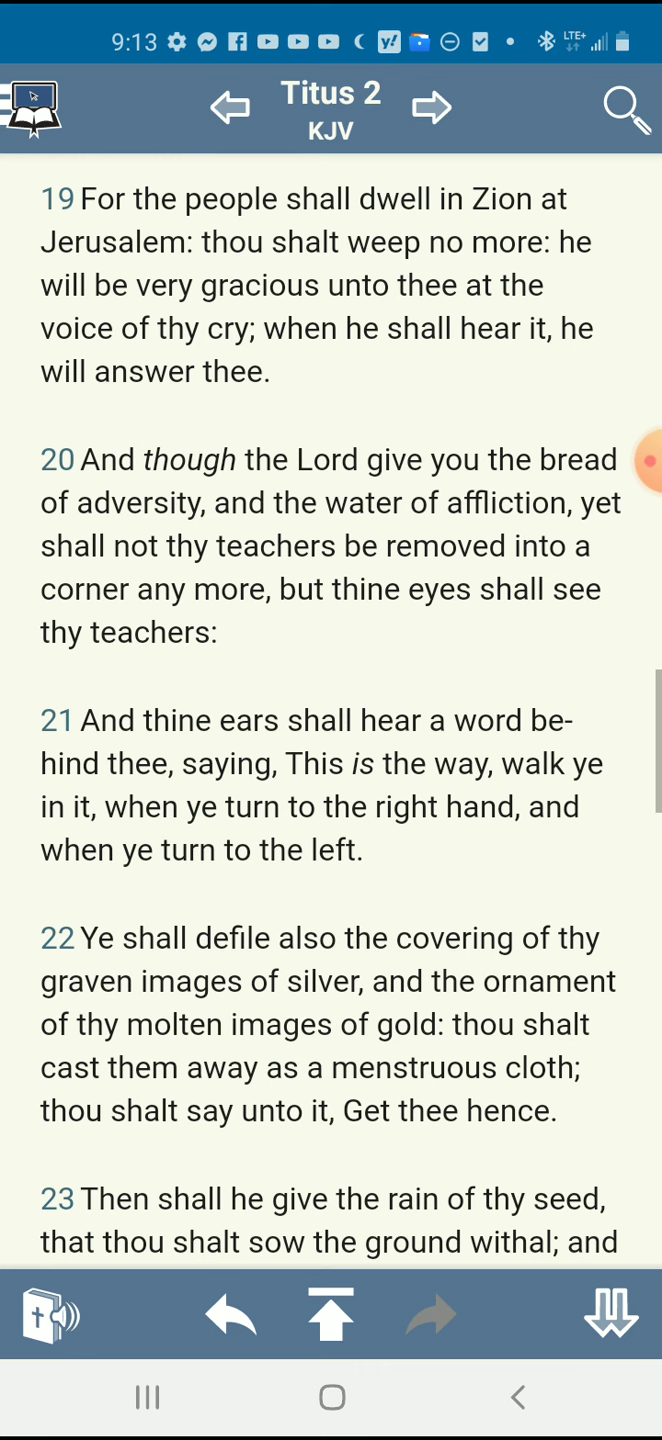 9:13
LTE+
Titus 2
KJV
19 For the people shall dwell in Zion at
Jerusalem: thou shalt weep no more: he
will be very gracious unto thee at the
voice of thy cry; when he shall hear it, he
will answer thee.
20 And though the Lord give you the bread
of adversity, and the water of affliction, yet
shall not thy teachers be removed into a
corner any more, but thine eyes shall see
thy teachers:
21 And thine ears shall hear a word be-
hind thee, saying, This is the way, walk ye
in it, when ye turn to the right hand, and
when ye turn to the left.
22 Ye shall defile also the covering of thy
graven images of silver, and the ornament
of thy molten images of gold: thou shalt
cast them away as a menstruous cloth;
thou shalt say unto it, Get thee hence.
23 Then shall he give the rain of thy seed,
that thou shalt sow the ground withal; and